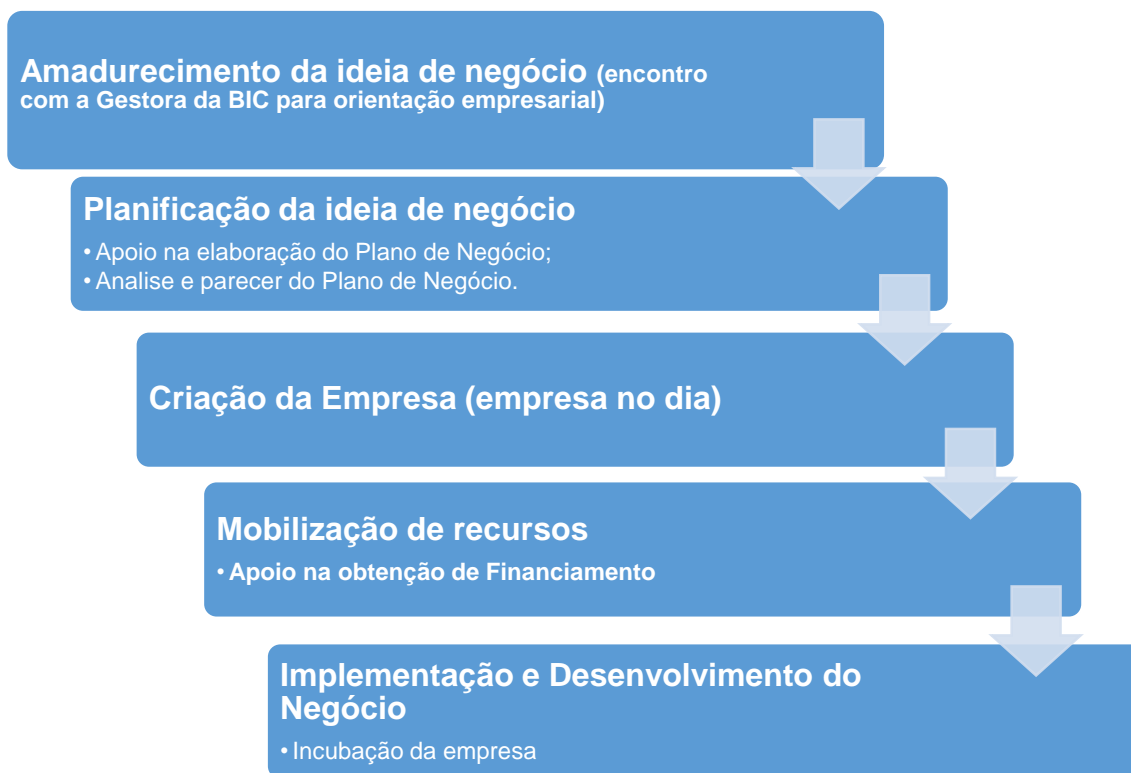 Amadurecimento da ideia de negócio (encontro
com a Gestora da BIC para orientação empresarial)
Planificação da ideia de negócio
• Apoio na elaboração do Plano de Negócio;
• Analise e parecer do Plano de Negócio.
Criação da Empresa (empresa no dia)
Mobilização de recursos
• Apoio na obtenção de Financiamento
Implementação e Desenvolvimento do
Negócio
• Incubação da empresa